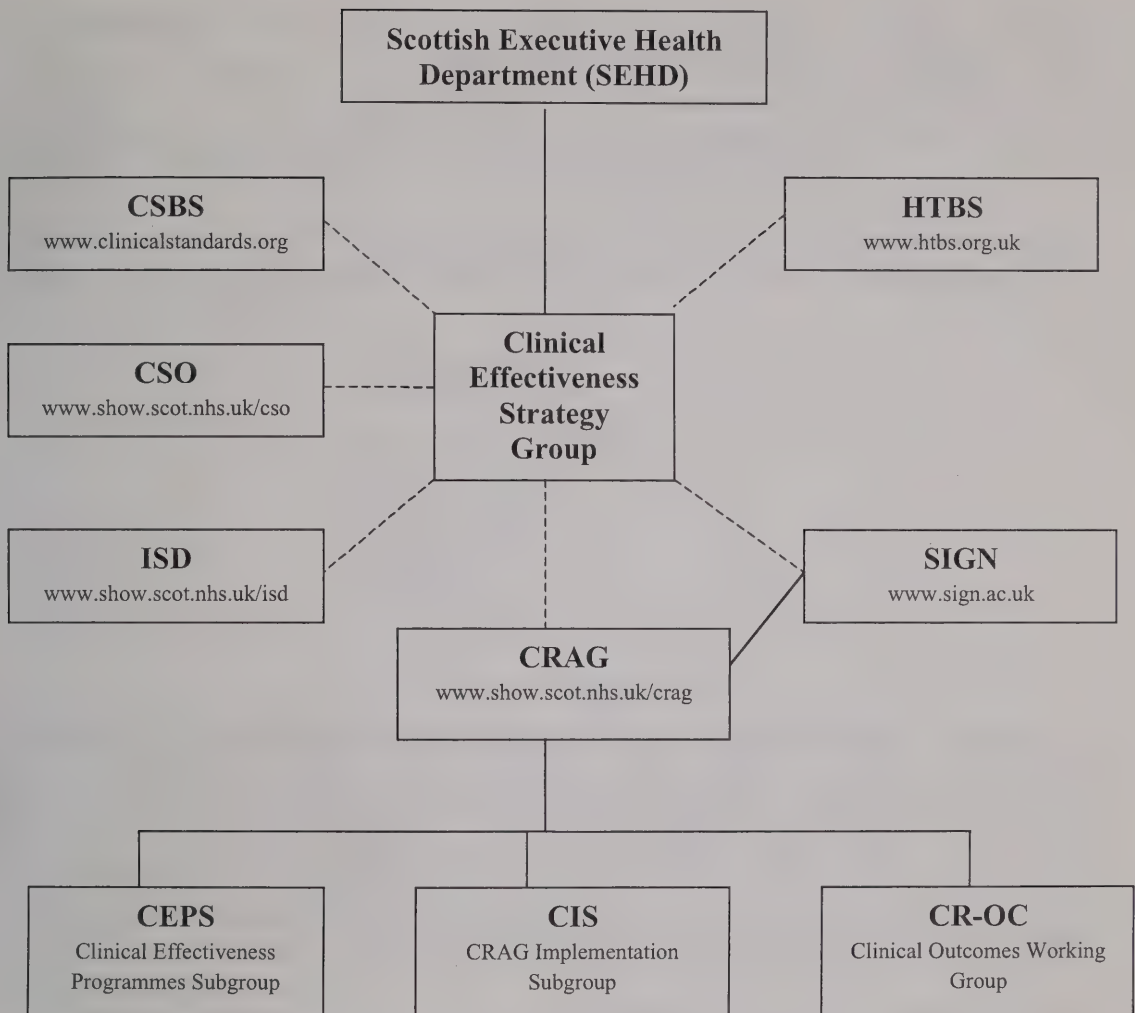 Scottish Executive Health
Department (SEHD)
CSBS
www.clinicalstandards.org
HTBS
www.htbs.org.uk
Clinical
Effectiveness
Strategy
Group
CSO
www.show.scot.nhs.uk/cso
ISD
www.show.scot.nhs.uk/isd
SIGN
www.sign.ac.uk
CRAG
www.show.scot.nhs.uk/crag
CEPS
Clinical Effectiveness
Programmes Subgroup
CIS
CRAG Implementation
Subgroup
CR-OC
Clinical Outcomes Working
Group